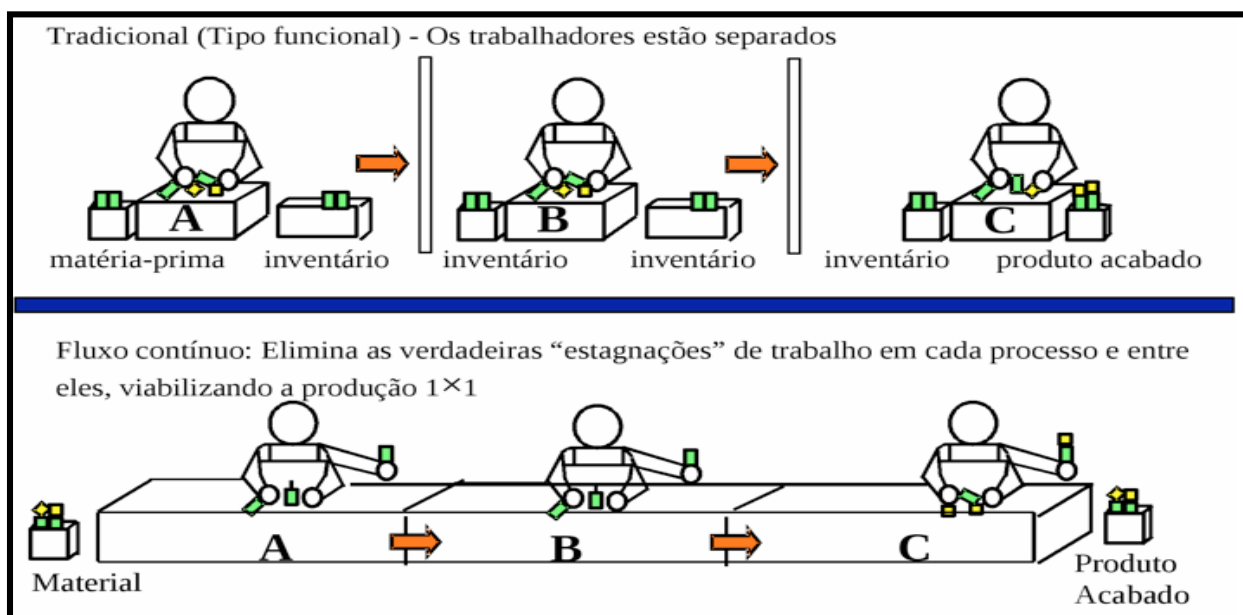 Tradicional (Tipo funcional) - Os trabalhadores estão separados
A
B
C
matéria-prima inventário inventário inventário inventário produto acabado
Fluxo contínuo: Elimina as verdadeiras “estagnações” de trabalho em cada processo e entre
eles, viabilizando a produção 1×1
A
B
C
Material
Produto
Acabado